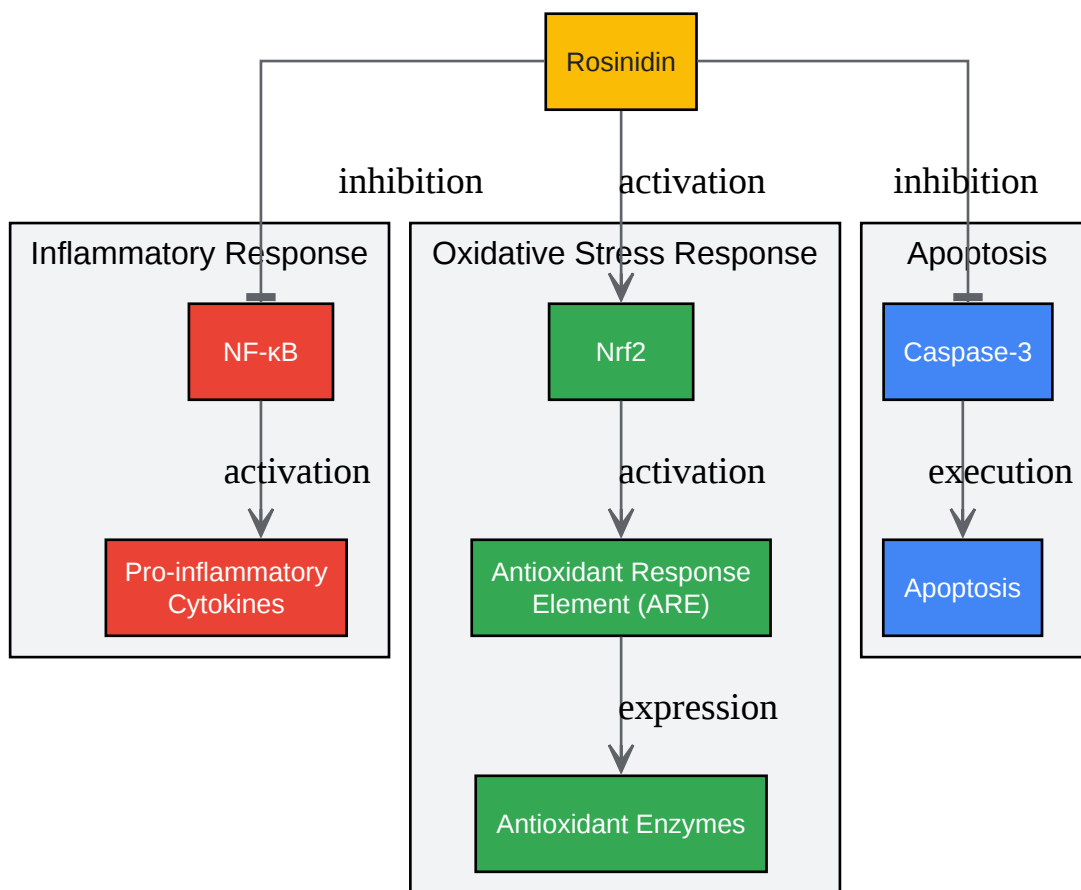 Rosinidin
inhibition
activation
inhibition
Inflammatory Response
Oxidative Stress Response
Apoptosis
NF-κB
Nrf2
Caspase-3
activation
activation
execution
Pro-inflammatory
Cytokines
Antioxidant Response
Element (ARE)
Apoptosis
expression
Antioxidant Enzymes